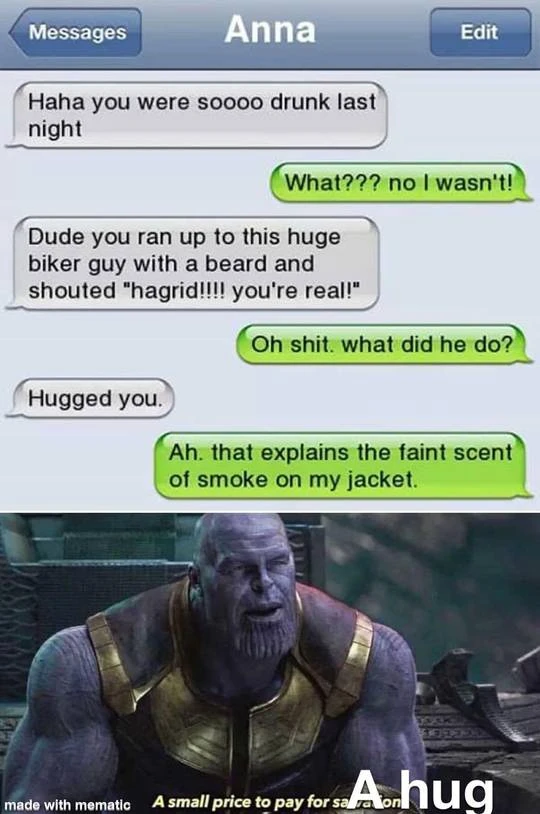 Messages
Anna
Edit
Haha you were soooo drunk last
night
What??? no I wasn't!
Dude you ran up to this huge
biker guy with a beard and
shouted "hagrid!!!! you're real!"
Oh shit. what did he do?
Hugged you.
Ah. that explains the faint scent
of smoke on my jacket.
made with mematic
A small price to pay for
A hug